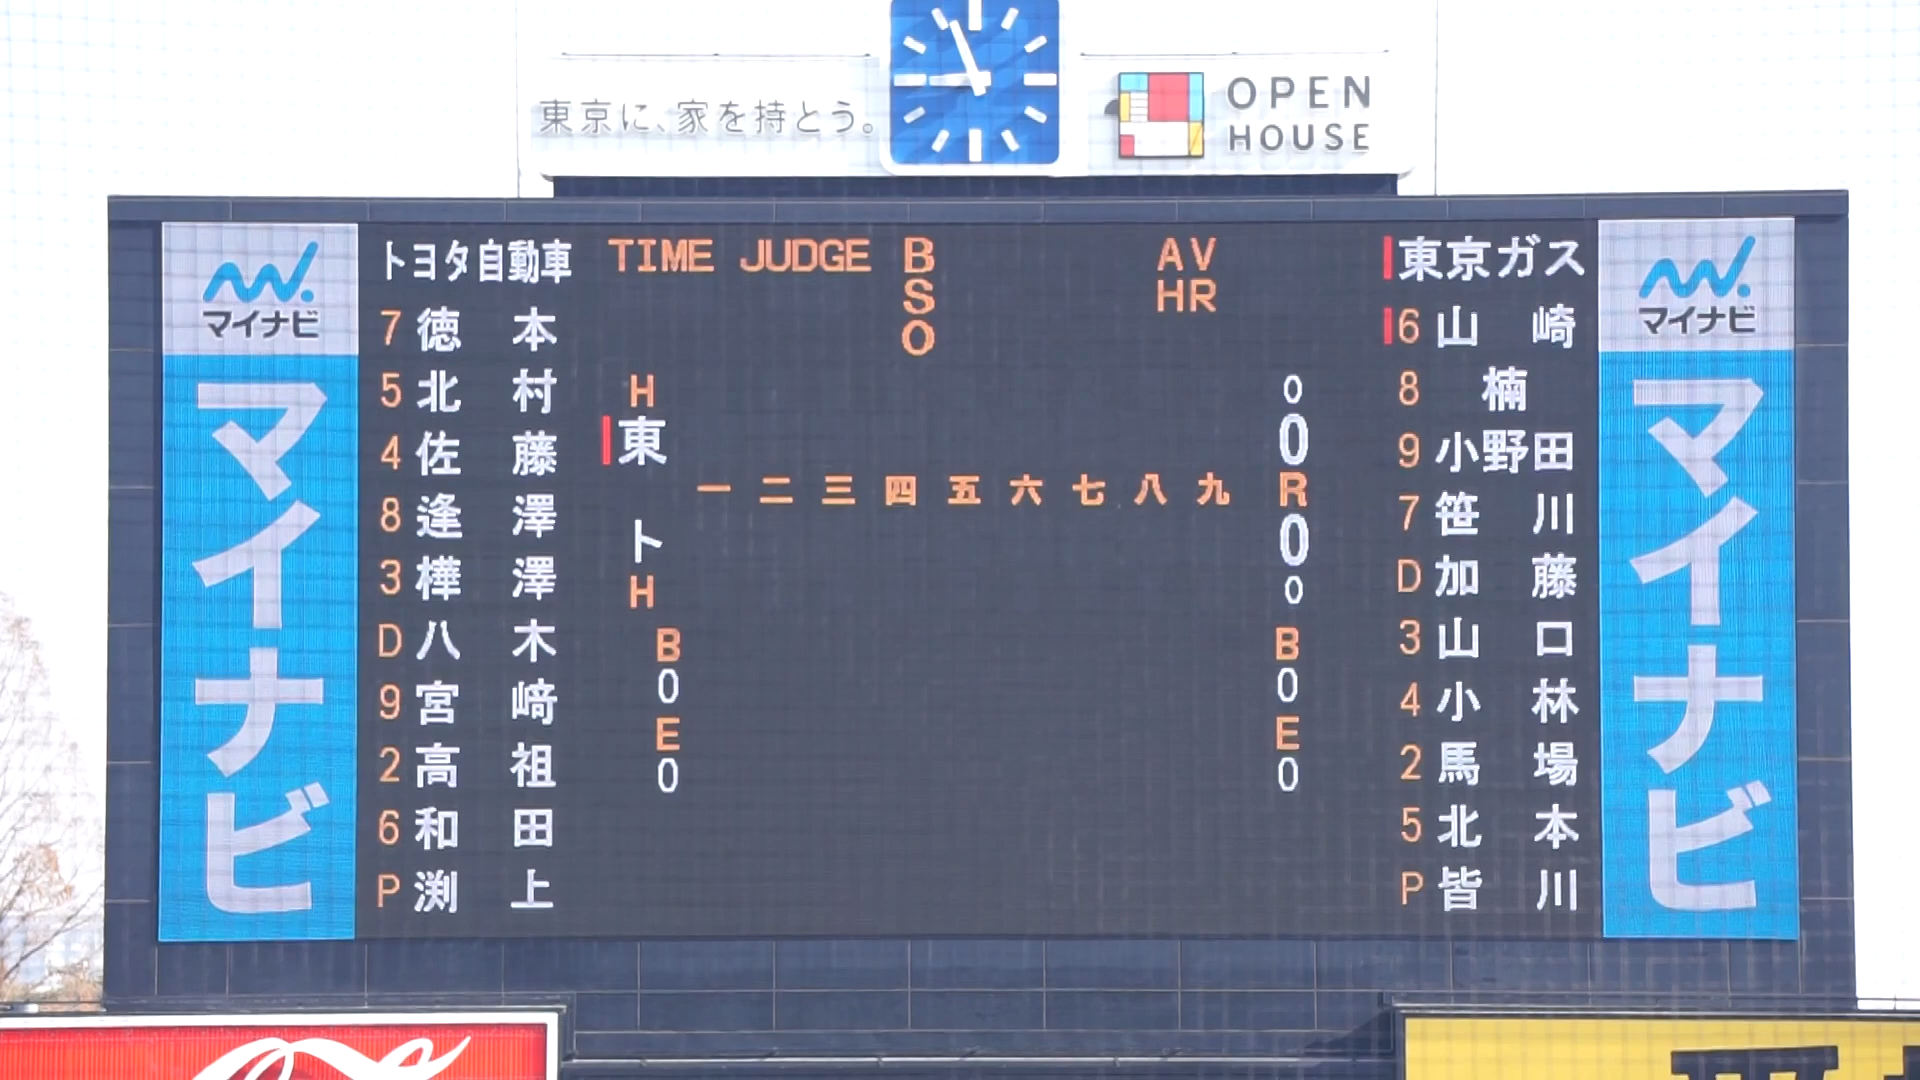 東京に、家を持とう。
OPEN
HOUSE
マイナビ
マイナビ
トヨタ自動車
7 徳本
5 北村
4 佐藤
8 逢澤
3 樺澤
D 八木
9 宮﨑
2 高祖
6 和田
P 渕上
TIME JUDGE B
S
O
AV
HR
H 0
東 0
一 二 三 四 五 六 七 八 九 R
ト 0
H 0
B B
0 0
E E
0 0
東京ガス
6 山崎
8 楠
9 小野田
7 笹川
D 加藤
3 山口
4 小林
2 馬場
5 北本
P 皆川
マイナビ
マイナビ